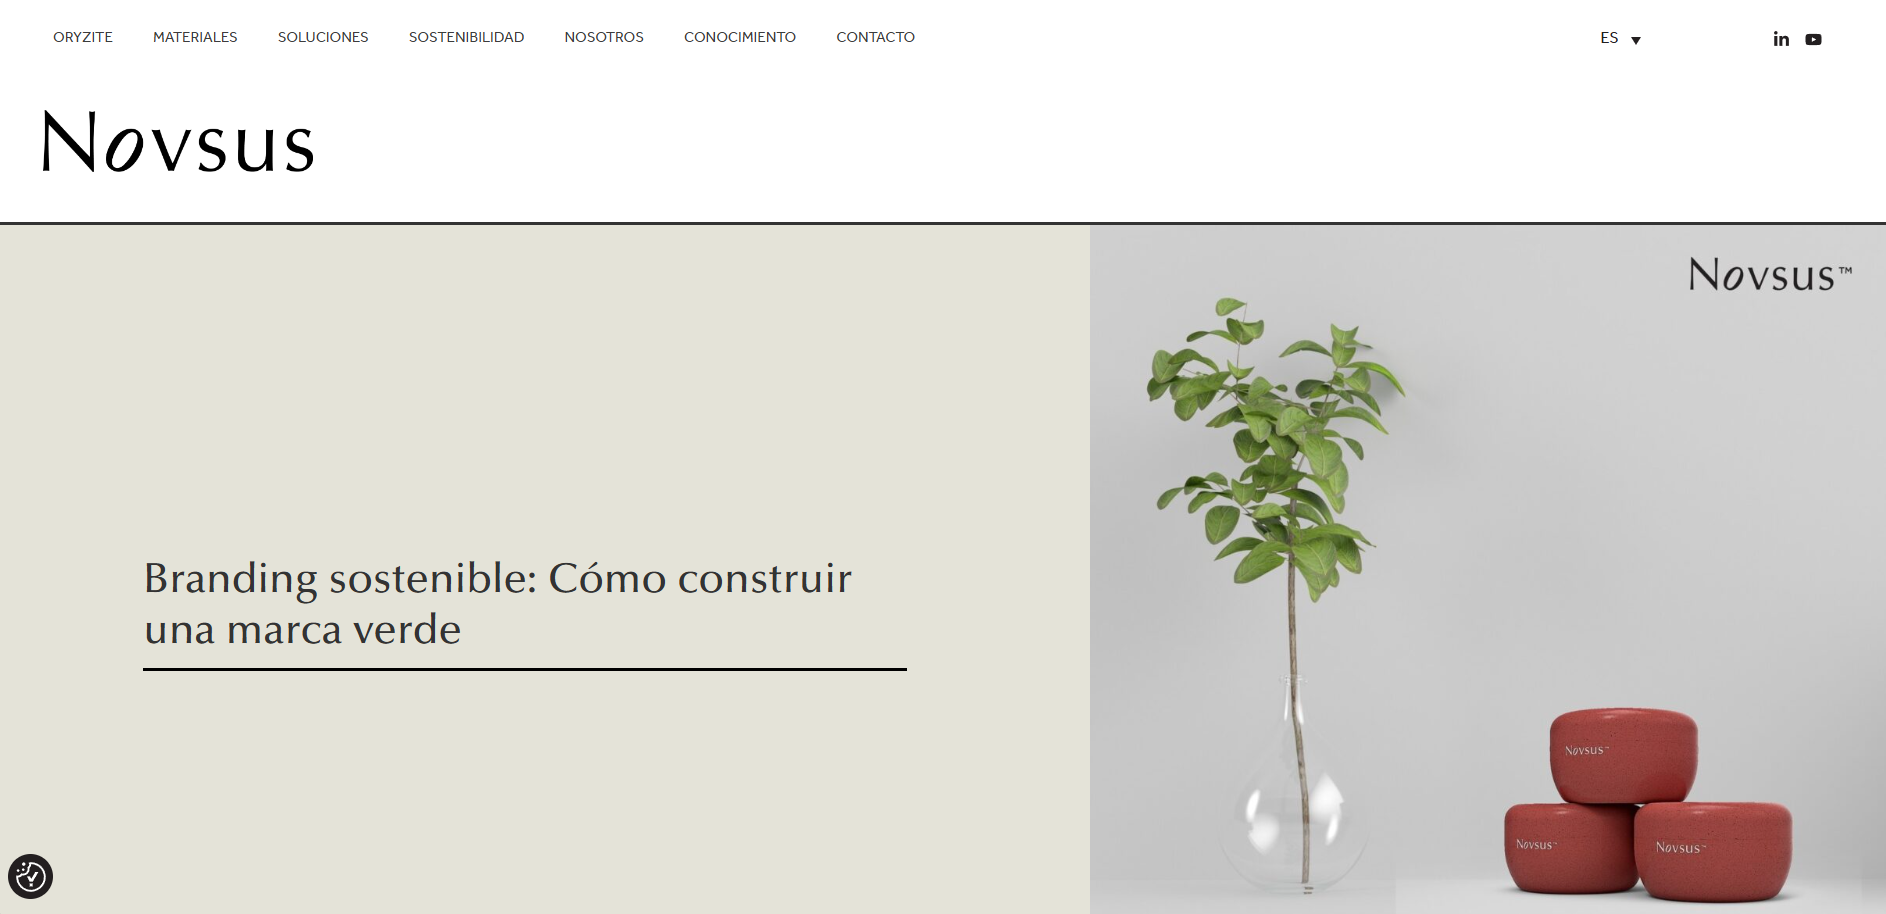 ORYZITE MATERIALES SOLUCIONES SOSTENIBILIDAD NOSOTROS CONOCIMIENTO CONTACTO ES
Novsus
Novsus™
Branding sostenible: Cómo construir
una marca verde
Novsus™
Novsus™
Novsus™